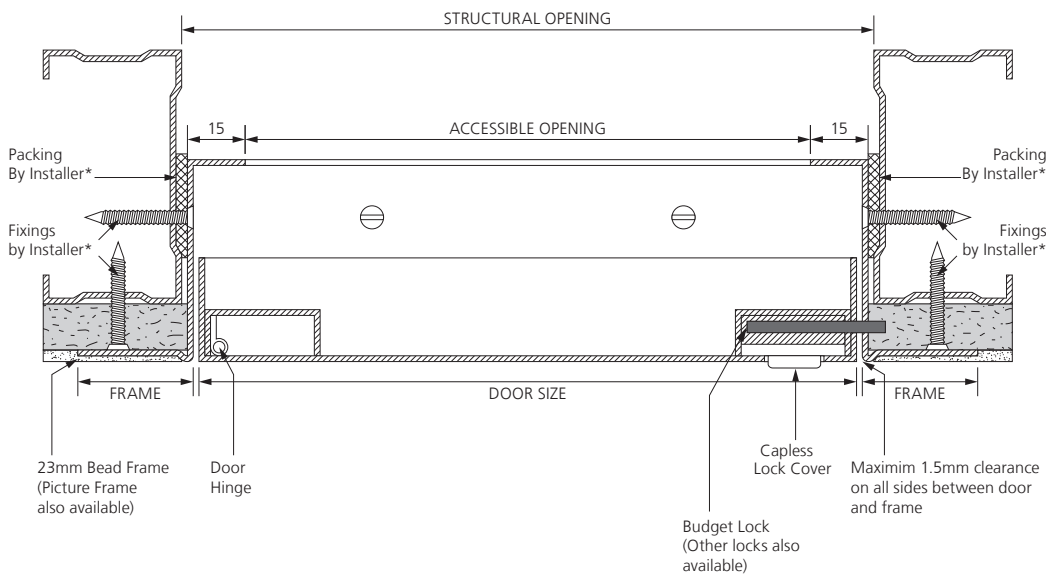 STRUCTURAL OPENING
15
ACCESSIBLE OPENING
15
Packing
By Installer*
Packing
By Installer*
Fixings
by Installer*
Fixings
by Installer*
FRAME
DOOR SIZE
FRAME
23mm Bead Frame
(Picture Frame
also available)
Door
Hinge
Capless
Lock Cover
Maximim 1.5mm clearance
on all sides between door
and frame
Budget Lock
(Other locks also
available)